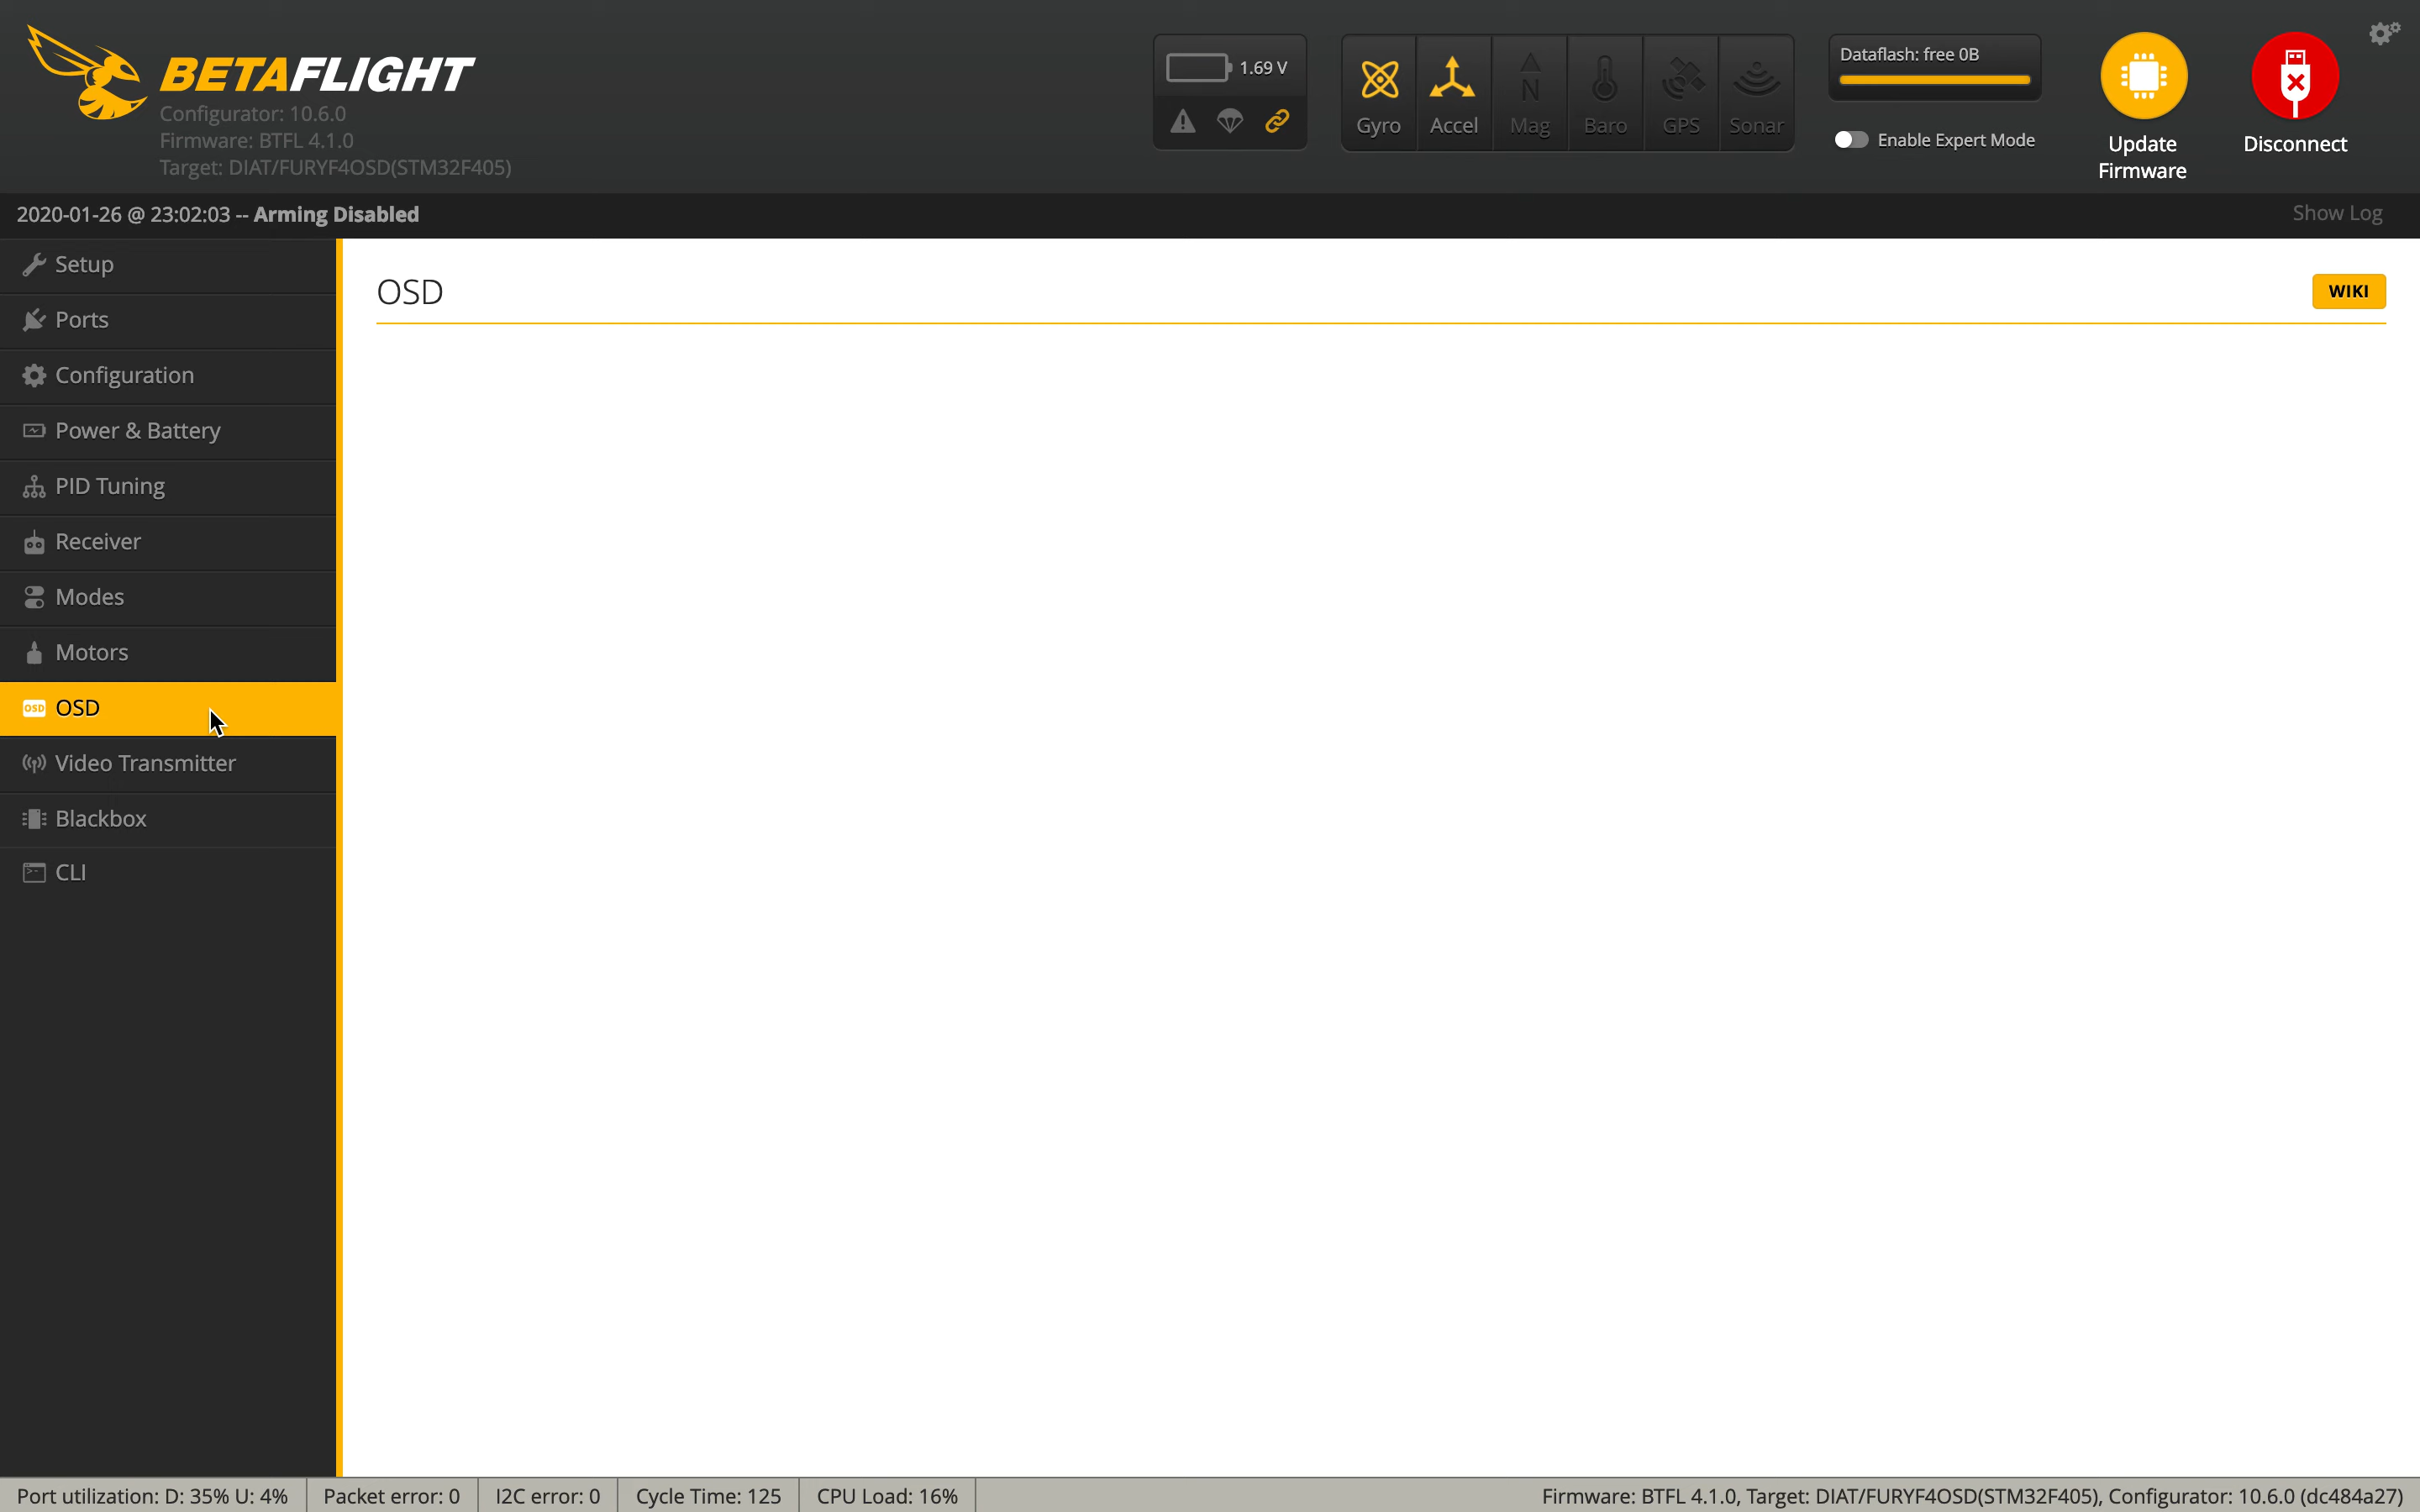 BETAFLIGHT
Configurator: 10.6.0
Firmware: BTFL 4.1.0
Target: DIAT/FURYF4OSD(STM32F405)
1.69 V
Gyro
Accel
N
Mag
Baro
GPS
Sonar
Dataflash: free 0B
Enable Expert Mode
Update
Firmware
Disconnect
2020-01-26 @ 23:02:03 -- Arming Disabled
Show Log
Setup
Ports
Configuration
Power & Battery
PID Tuning
Receiver
Modes
Motors
OSD OSD
Video Transmitter
Blackbox
CLI
OSD
WIKI
Port utilization: D: 35% U: 4%
Packet error: 0
I2C error: 0
Cycle Time: 125
CPU Load: 16%
Firmware: BTFL 4.1.0, Target: DIAT/FURYF4OSD(STM32F405), Configurator: 10.6.0 (dc484a27)